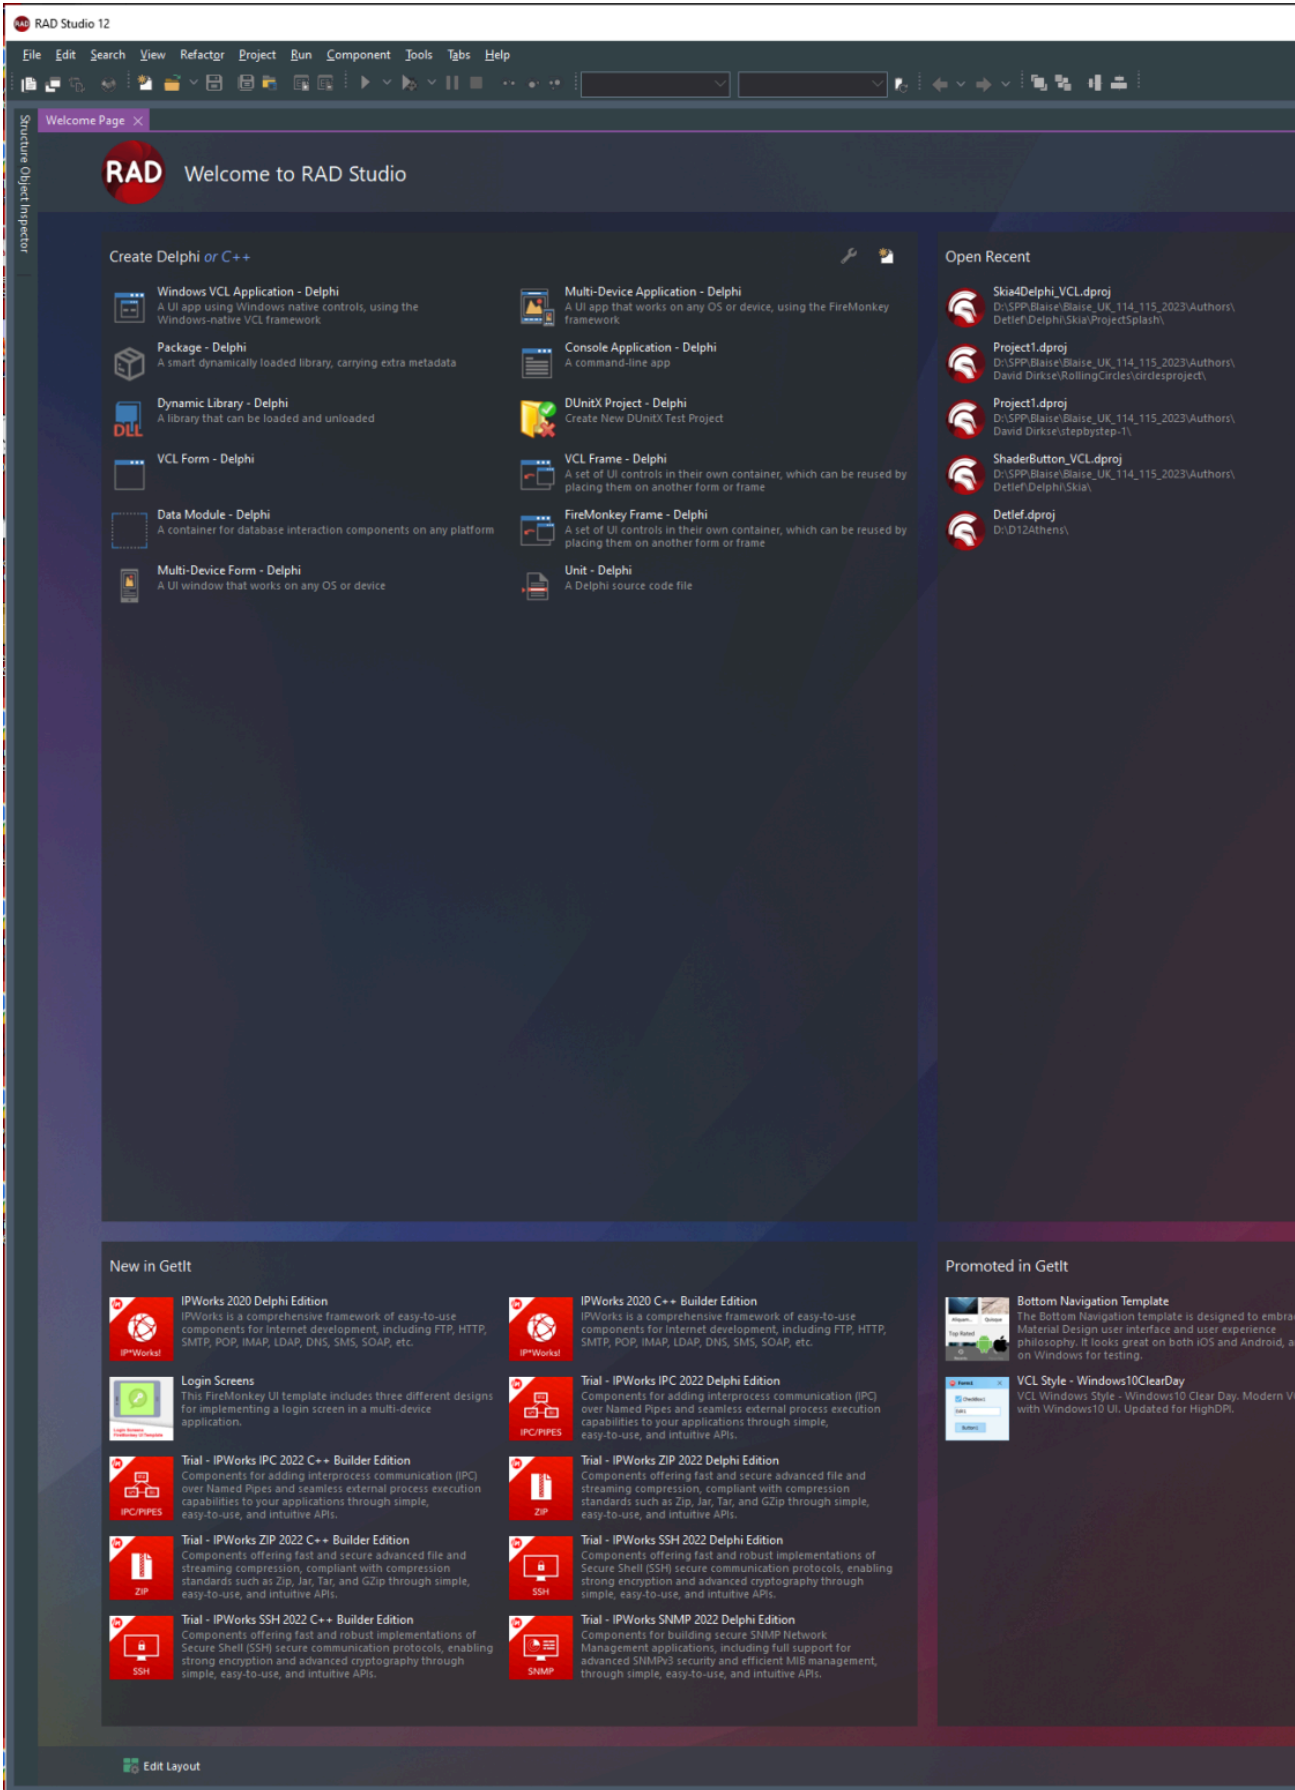 RAD Studio 12
File Edit Search View Refactor Project Run Component Tools Tabs Help
Structure Object Inspector
Welcome Page
RAD
Welcome to RAD Studio
Create Delphi or C++
Windows VCL Application - Delphi
A UI app using Windows native controls, using the
Windows-native VCL framework
Multi-Device Application - Delphi
A UI app that works on any OS or device, using the FireMonkey
framework
Package - Delphi
A smart dynamically loaded library, carrying extra metadata
Console Application - Delphi
A command-line app
DLL
Dynamic Library - Delphi
A library that can be loaded and unloaded
DUnitX Project - Delphi
Create New DUnitX Test Project
VCL Form - Delphi
VCL Frame - Delphi
A set of UI controls in their own container, which can be reused by
placing them on another form or frame
Data Module - Delphi
A container for database interaction components on any platform
FireMonkey Frame - Delphi
A set of UI controls in their own container, which can be reused by
placing them on another form or frame
Multi-Device Form - Delphi
A UI window that works on any OS or device
Unit - Delphi
A Delphi source code file
Open Recent
Skia4Delphi_VCL.dproj
D:\SPP\Blaise\Blaise_UK_114_115_2023\Authors\
Detlef\Delphi\Skia\ProjectSplash\
Project1.dproj
D:\SPP\Blaise\Blaise_UK_114_115_2023\Authors\
David Dirkse\RollingCircles\circlesproject\
Project1.dproj
D:\SPP\Blaise\Blaise_UK_114_115_2023\Authors\
David Dirkse\stepbystep-1\
ShaderButton_VCL.dproj
D:\SPP\Blaise\Blaise_UK_114_115_2023\Authors\
Detlef\Delphi\Skia\
Detlef.dproj
D:\D12Athens\
New in GetIt
IP*Works!
IPWorks 2020 Delphi Edition
IPWorks is a comprehensive framework of easy-to-use
components for Internet development, including FTP, HTTP,
SMTP, POP, IMAP, LDAP, DNS, SMS, SOAP, etc.
IP*Works!
IPWorks 2020 C++ Builder Edition
IPWorks is a comprehensive framework of easy-to-use
components for Internet development, including FTP, HTTP,
SMTP, POP, IMAP, LDAP, DNS, SMS, SOAP, etc.
Login Screens
FireMonkey UI Template
Login Screens
This FireMonkey UI template includes three different designs
for implementing a login screen in a multi-device
application.
IPC/PIPES
Trial - IPWorks IPC 2022 Delphi Edition
Components for adding interprocess communication (IPC)
over Named Pipes and seamless external process execution
capabilities to your applications through simple,
easy-to-use, and intuitive APIs.
IPC/PIPES
Trial - IPWorks IPC 2022 C++ Builder Edition
Components for adding interprocess communication (IPC)
over Named Pipes and seamless external process execution
capabilities to your applications through simple,
easy-to-use, and intuitive APIs.
ZIP
Trial - IPWorks ZIP 2022 Delphi Edition
Components offering fast and secure advanced file and
streaming compression, compliant with compression
standards such as Zip, Jar, Tar, and GZip through simple,
easy-to-use, and intuitive APIs.
ZIP
Trial - IPWorks ZIP 2022 C++ Builder Edition
Components offering fast and secure advanced file and
streaming compression, compliant with compression
standards such as Zip, Jar, Tar, and GZip through simple,
easy-to-use, and intuitive APIs.
SSH
Trial - IPWorks SSH 2022 Delphi Edition
Components offering fast and robust implementations of
Secure Shell (SSH) secure communication protocols, enabling
strong encryption and advanced cryptography through
simple, easy-to-use, and intuitive APIs.
SSH
Trial - IPWorks SSH 2022 C++ Builder Edition
Components offering fast and robust implementations of
Secure Shell (SSH) secure communication protocols, enabling
strong encryption and advanced cryptography through
simple, easy-to-use, and intuitive APIs.
SNMP
Trial - IPWorks SNMP 2022 Delphi Edition
Components for building secure SNMP Network
Management applications, including full support for
advanced SNMPv3 security and efficient MIB management,
through simple, easy-to-use, and intuitive APIs.
Promoted in GetIt
Top Rated
Bottom Navigation Template
The Bottom Navigation template is designed to embrac
Material Design user interface and user experience
philosophy. It looks great on both iOS and Android, a
on Windows for testing.
VCL Style - Windows10ClearDay
VCL Windows Style - Windows10 Clear Day. Modern V
with Windows10 UI. Updated for HighDPI.
Edit Layout